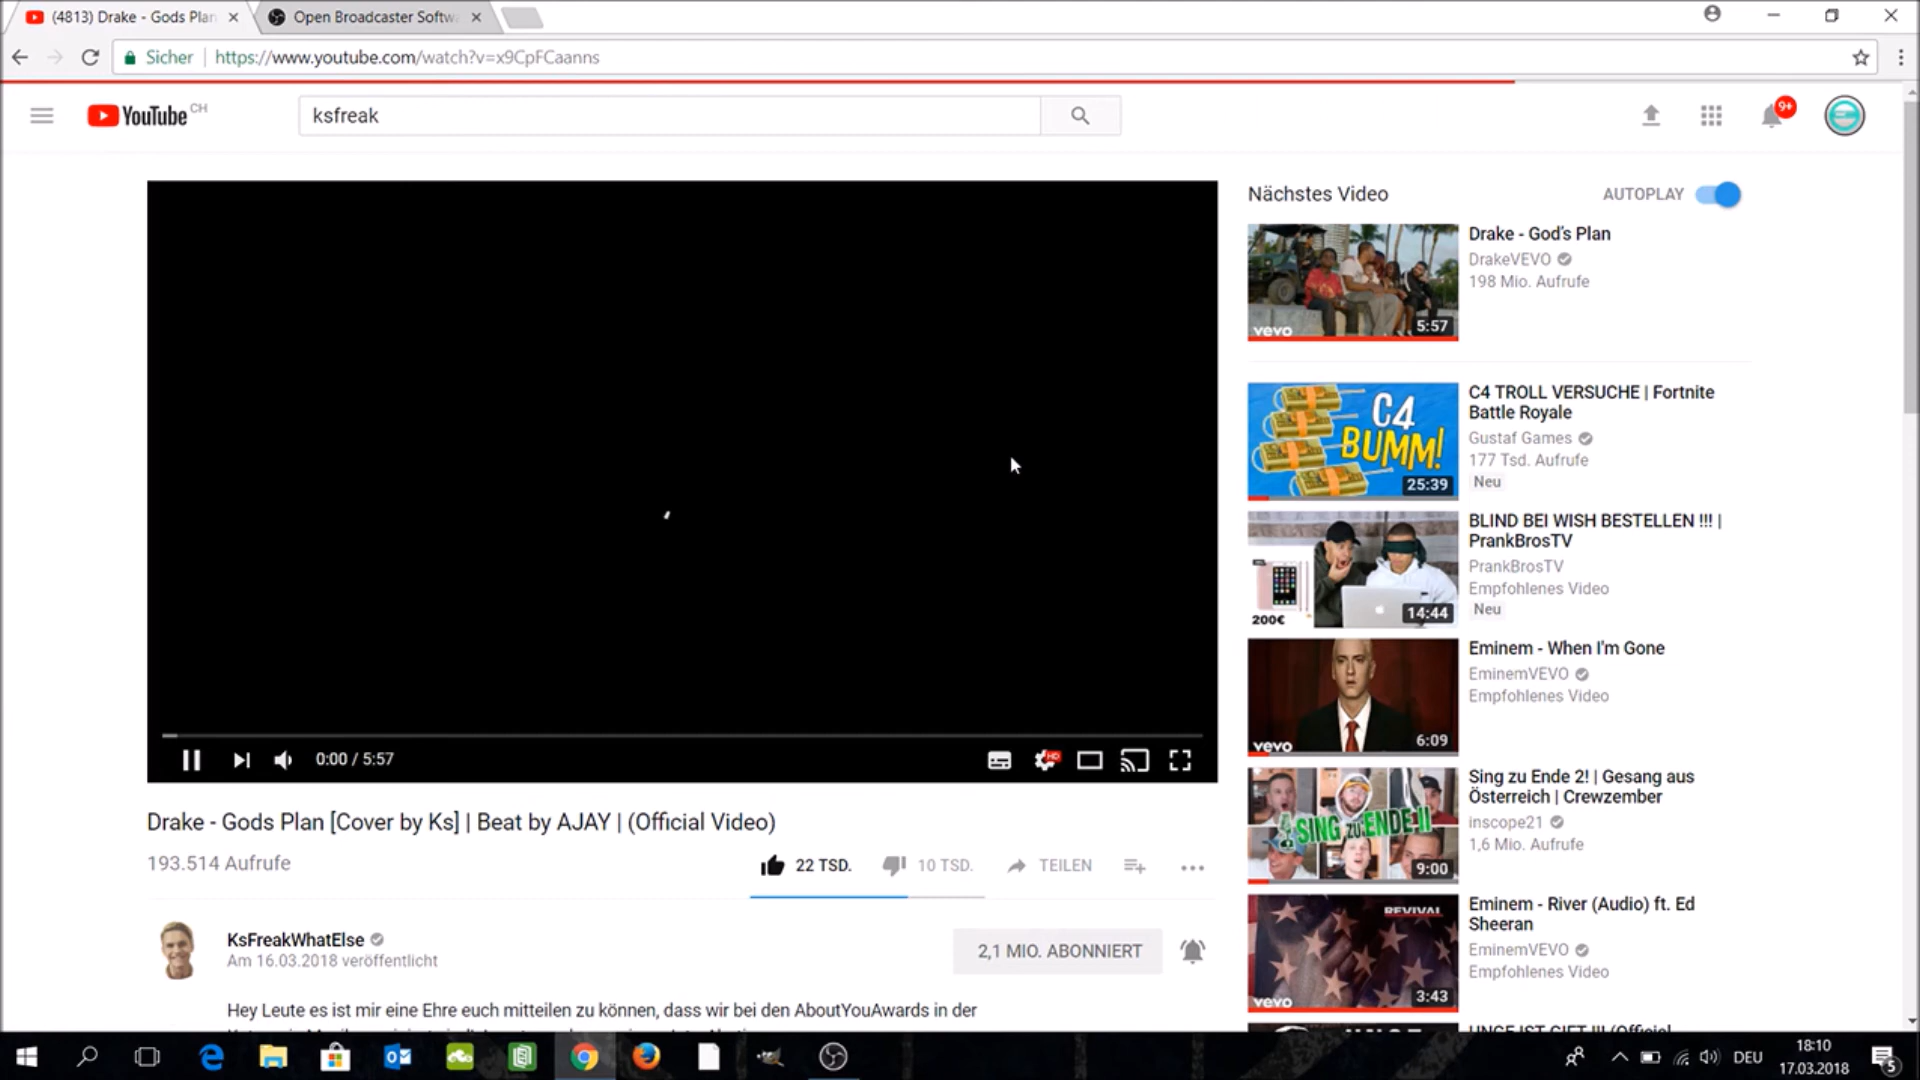 (4813) Drake - Gods Plan
Open Broadcaster Softw
Sicher
https://www.youtube.com/watch?v=x9CpFCaanns
YouTube CH
ksfreak
9+
Nächstes Video
AUTOPLAY
Drake - God's Plan
DrakeVEVO
198 Mio. Aufrufe
vevo
5:57
C4 TROLL VERSUCHE | Fortnite
Battle Royale
Gustaf Games
177 Tsd. Aufrufe
Neu
C4
BUMM!
25:39
BLIND BEI WISH BESTELLEN !!! |
PrankBrosTV
PrankBrosTV
Empfohlenes Video
Neu
200€
14:44
Eminem - When I'm Gone
EminemVEVO
Empfohlenes Video
vevo
6:09
Sing zu Ende 2! | Gesang aus
Österreich | Crewzember
inscope21
1,6 Mio. Aufrufe
SING ZU ENDE II
9:00
Eminem - River (Audio) ft. Ed
Sheeran
EminemVEVO
Empfohlenes Video
REVIVAL
vevo
3:43
0:00 / 5:57
HD
Drake - Gods Plan [Cover by Ks] | Beat by AJAY | (Official Video)
193.514 Aufrufe
22 TSD.
10 TSD.
TEILEN
KsFreakWhatElse
Am 16.03.2018 veröffentlicht
2,1 MIO. ABONNIERT
Hey Leute es ist mir eine Ehre euch mitteilen zu können, dass wir bei den AboutYouAwards in der
DEU
18:10
17.03.2018
5